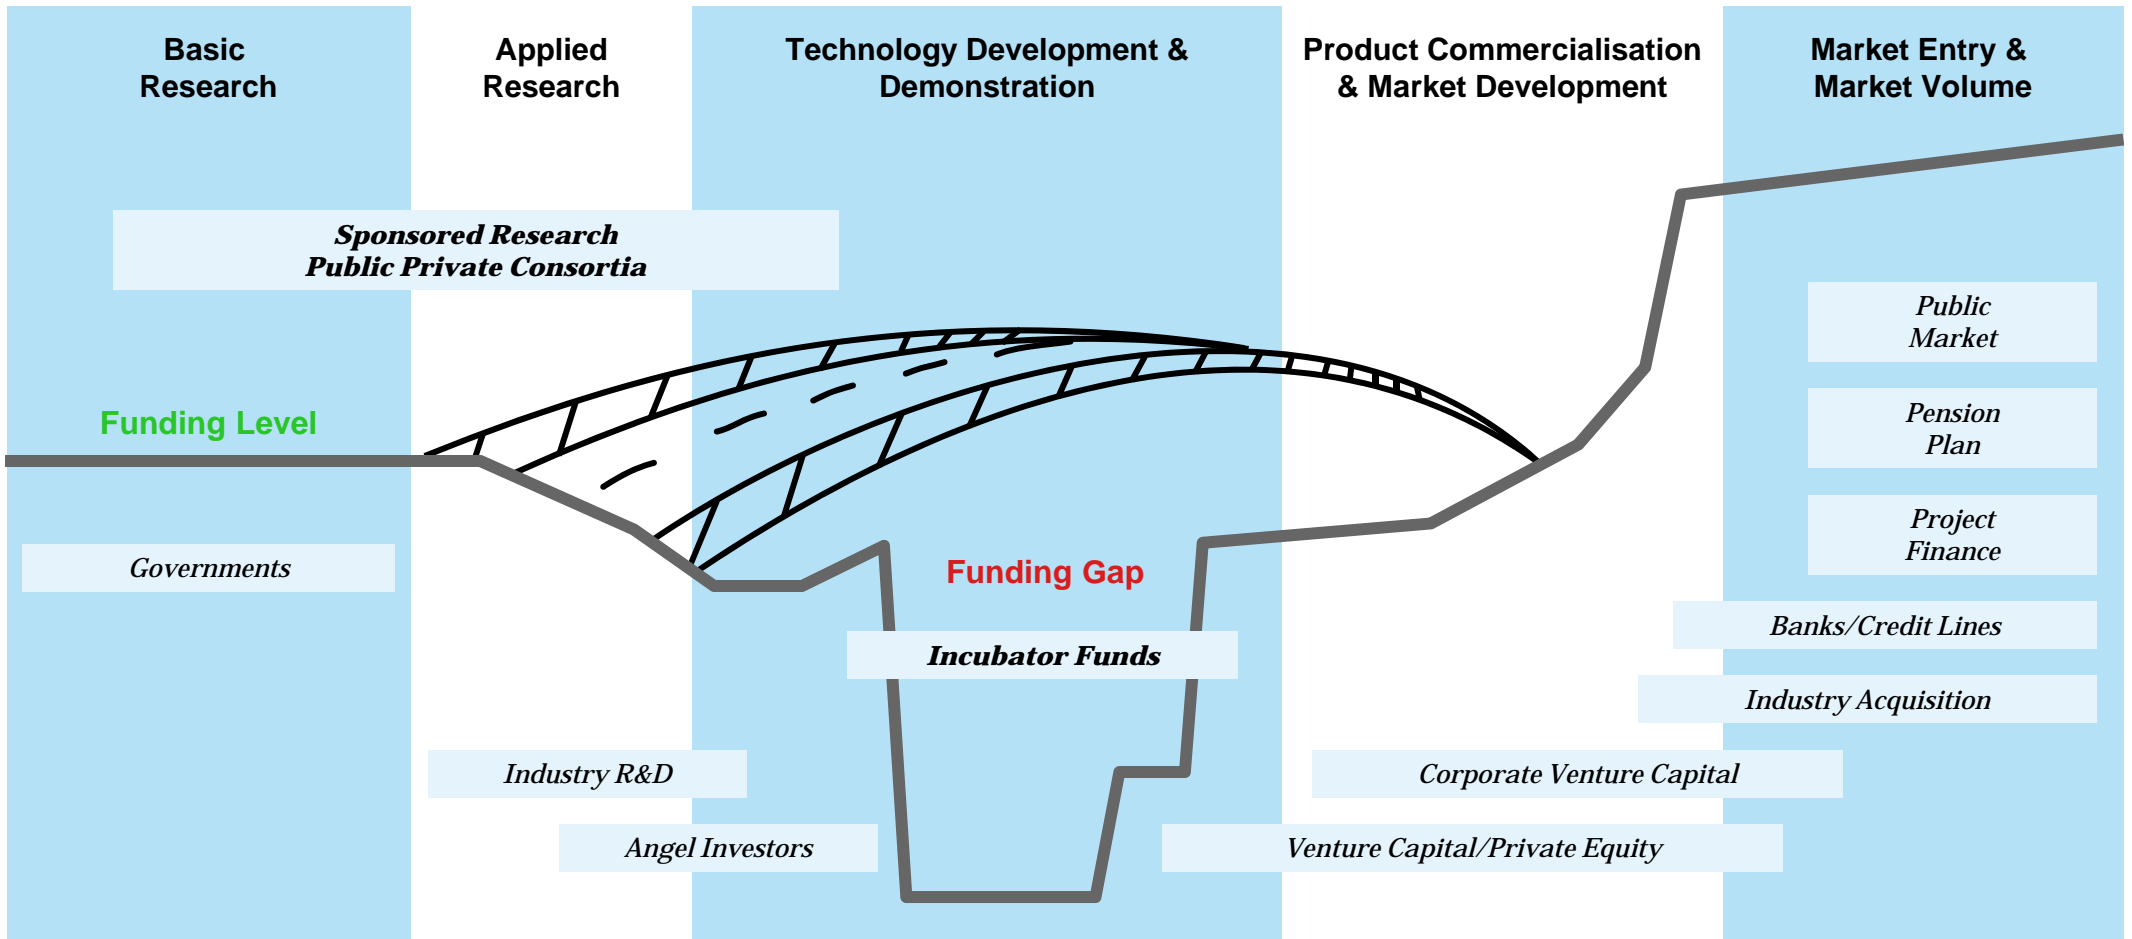 Basic
Research
Applied
Research
Technology Development &
Demonstration
Product Commercialisation
& Market Development
Market Entry &
Market Volume
Sponsored Research
Public Private Consortia
Public
Market
Funding Level
Pension
Plan
Project
Finance
Governments
Funding Gap
Banks/Credit Lines
Incubator Funds
Industry Acquisition
Industry R&D
Corporate Venture Capital
Angel Investors
Venture Capital/Private Equity